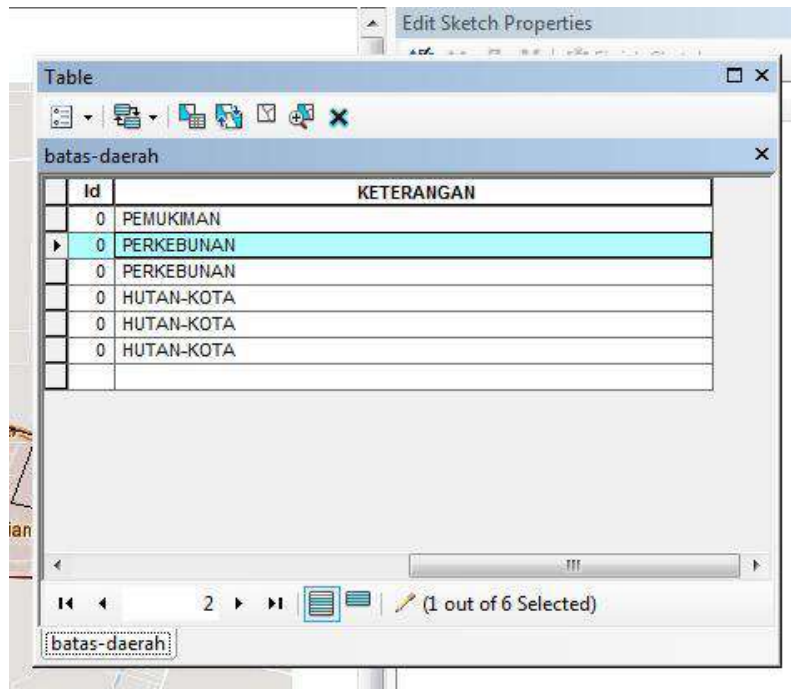 Edit Sketch Properties
Table
batas-daerah
Id KETERANGAN
0 PEMUKIMAN
0 PERKEBUNAN
0 PERKEBUNAN
0 HUTAN-KOTA
0 HUTAN-KOTA
0 HUTAN-KOTA
ian
2 (1 out of 6 Selected)
batas-daerah